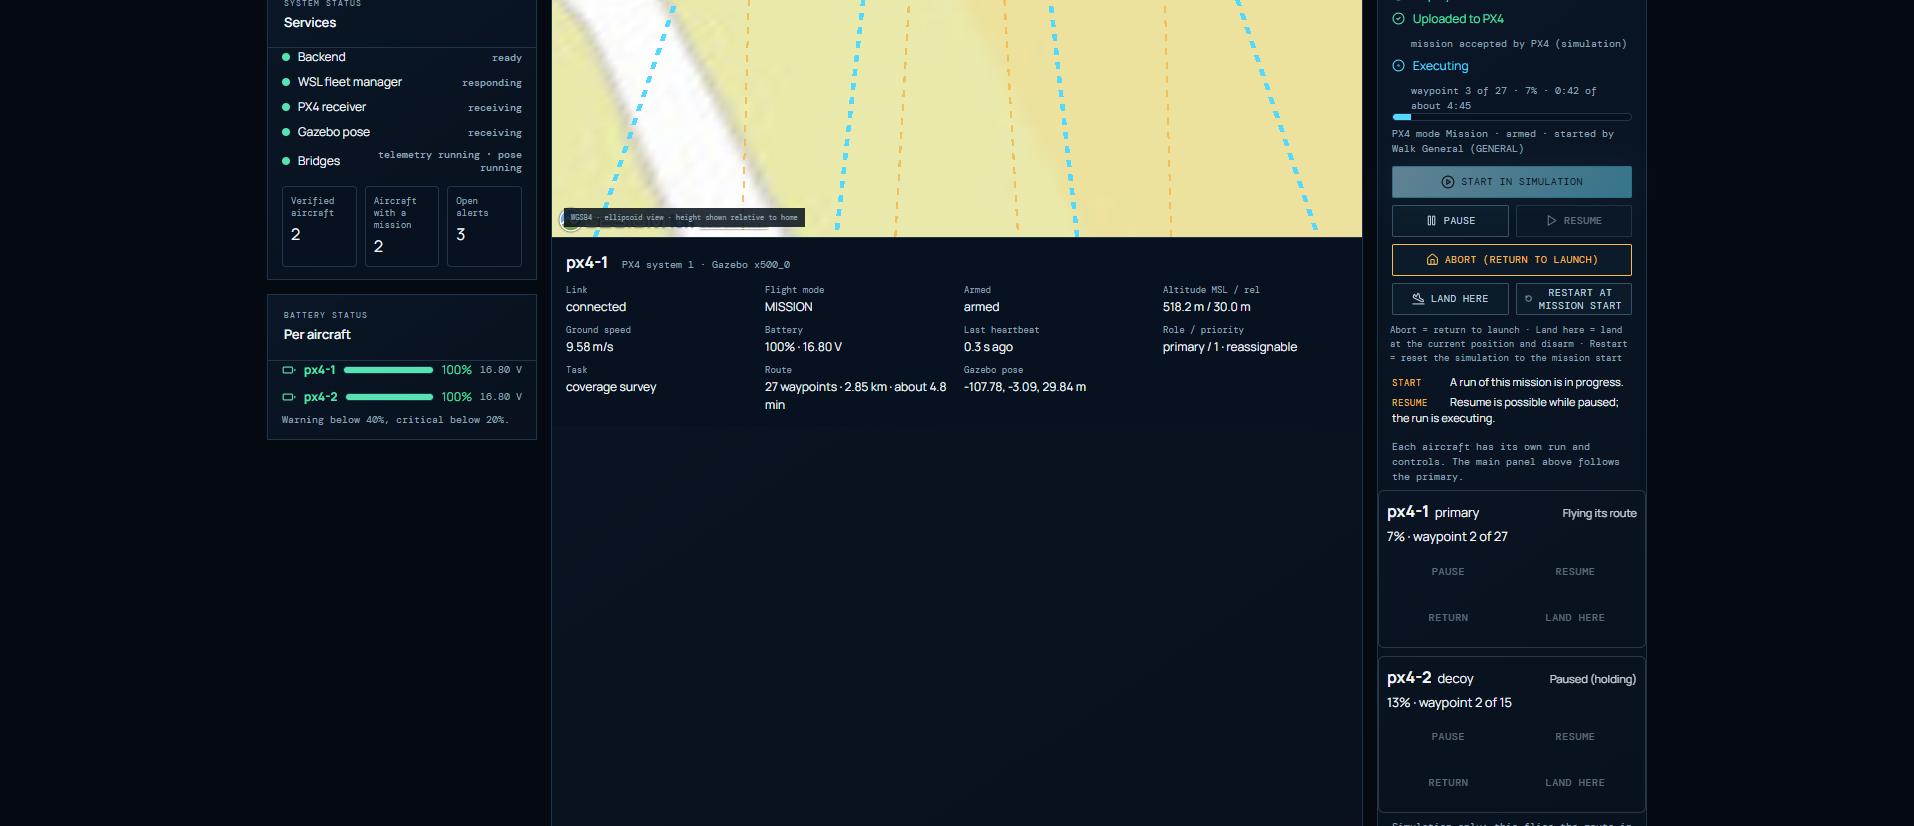 SYSTEM STATUS
Services
Backend ready
WSL fleet manager responding
PX4 receiver receiving
Gazebo pose receiving
Bridges telemetry running · pose
running
Verified
aircraft
2
Aircraft
with a
mission
2
Open
alerts
3
BATTERY STATUS
Per aircraft
px4-1 100% 16.80 V
px4-2 100% 16.80 V
Warning below 40%, critical below 20%.
WGS84 · ellipsoid view · height shown relative to home
px4-1 PX4 system 1 · Gazebo x500_0
Link
connected
Flight mode
MISSION
Armed
armed
Altitude MSL / rel
518.2 m / 30.0 m
Ground speed
9.58 m/s
Battery
100% · 16.80 V
Last heartbeat
0.3 s ago
Role / priority
primary / 1 · reassignable
Task
coverage survey
Route
27 waypoints · 2.85 km · about 4.8
min
Gazebo pose
-107.78, -3.09, 29.84 m
Uploaded to PX4
mission accepted by PX4 (simulation)
Executing
waypoint 3 of 27 · 7% · 0:42 of
about 4:45
PX4 mode Mission · armed · started by
Walk General (GENERAL)
START IN SIMULATION
PAUSE
RESUME
ABORT (RETURN TO LAUNCH)
LAND HERE
RESTART AT
MISSION START
Abort = return to launch · Land here = land
at the current position and disarm · Restart
= reset the simulation to the mission start
START A run of this mission is in progress.
RESUME Resume is possible while paused;
the run is executing.
Each aircraft has its own run and
controls. The main panel above follows
the primary.
px4-1 primary Flying its route
7% · waypoint 2 of 27
PAUSE RESUME
RETURN LAND HERE
px4-2 decoy Paused (holding)
13% · waypoint 2 of 15
PAUSE RESUME
RETURN LAND HERE
Simulation only: this flies the route in